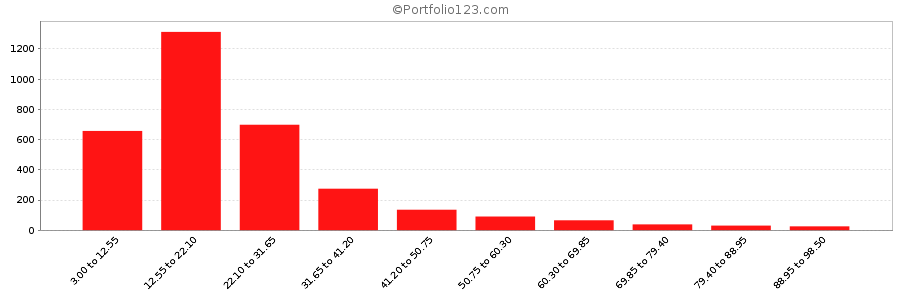 ©Portfolio123.com
1200
1000
800
600
400
200
0
3.00 to 12.55
12.55 to 22.10
22.10 to 31.65
31.65 to 41.20
41.20 to 50.75
50.75 to 60.30
60.30 to 69.85
69.85 to 79.40
79.40 to 88.95
88.95 to 98.50